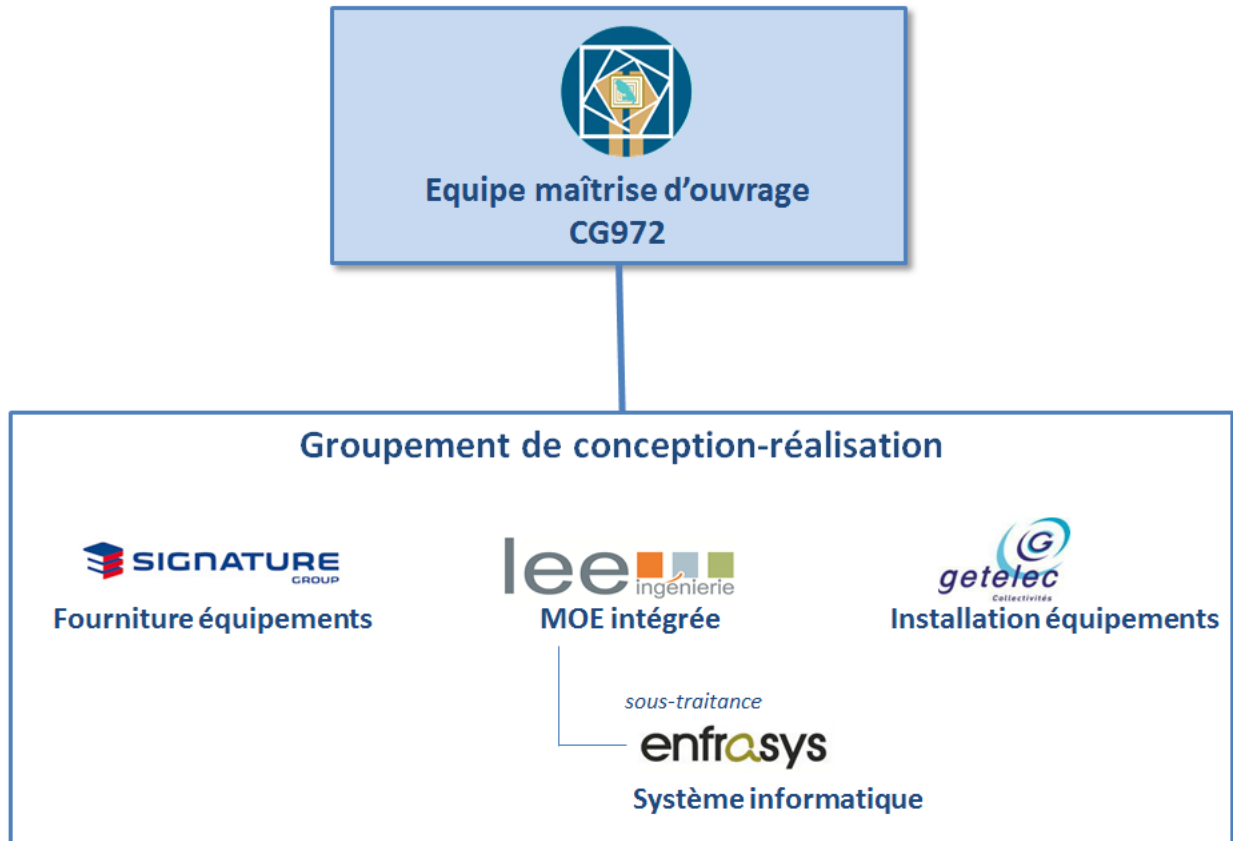 Equipe maîtrise d'ouvrage
CG972
Groupement de conception-réalisation
SIGNATURE
GROUP
Fourniture équipements
lee
ingénierie
MOE intégrée
G
getelec
Collectivités
Installation équipements
sous-traitance
enfrasys
Système informatique